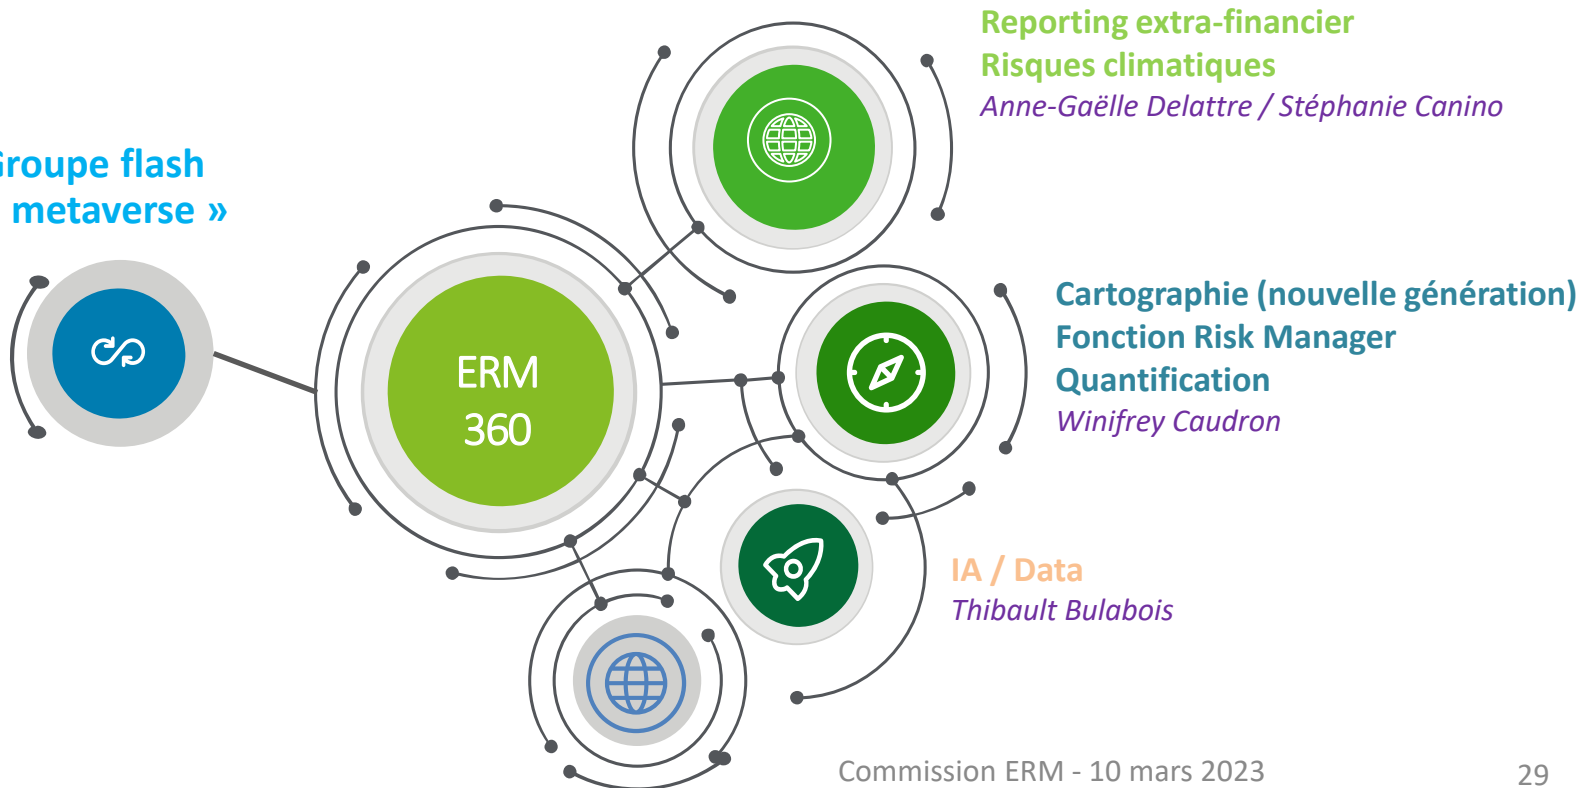 Reporting extra-financier
Risques climatiques
Anne-Gaëlle Delattre / Stéphanie Canino
Groupe flash
metaverse »
ERM
360
Cartographie (nouvelle génération)
Fonction Risk Manager
Quantification
Winifrey Caudron
IA / Data
Thibault Bulabois
Commission ERM - 10 mars 2023
29